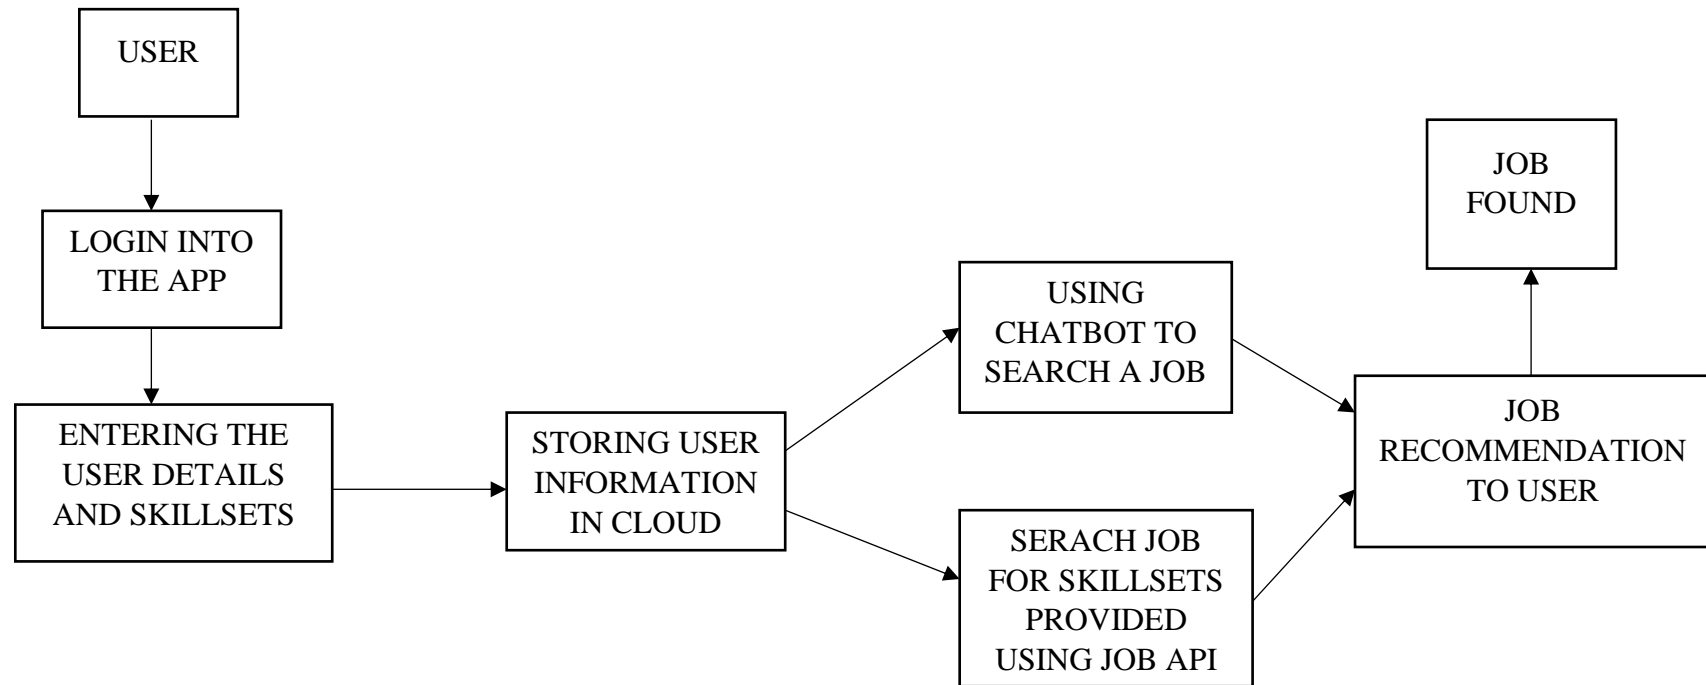 USER
LOGIN INTO
THE APP
ENTERING THE
USER DETAILS
AND SKILLSETS
STORING USER
INFORMATION
IN CLOUD
USING
CHATBOT TO
SEARCH A JOB
SERACH JOB
FOR SKILLSETS
PROVIDED
USING JOB API
JOB
RECOMMENDATION
TO USER
JOB
FOUND